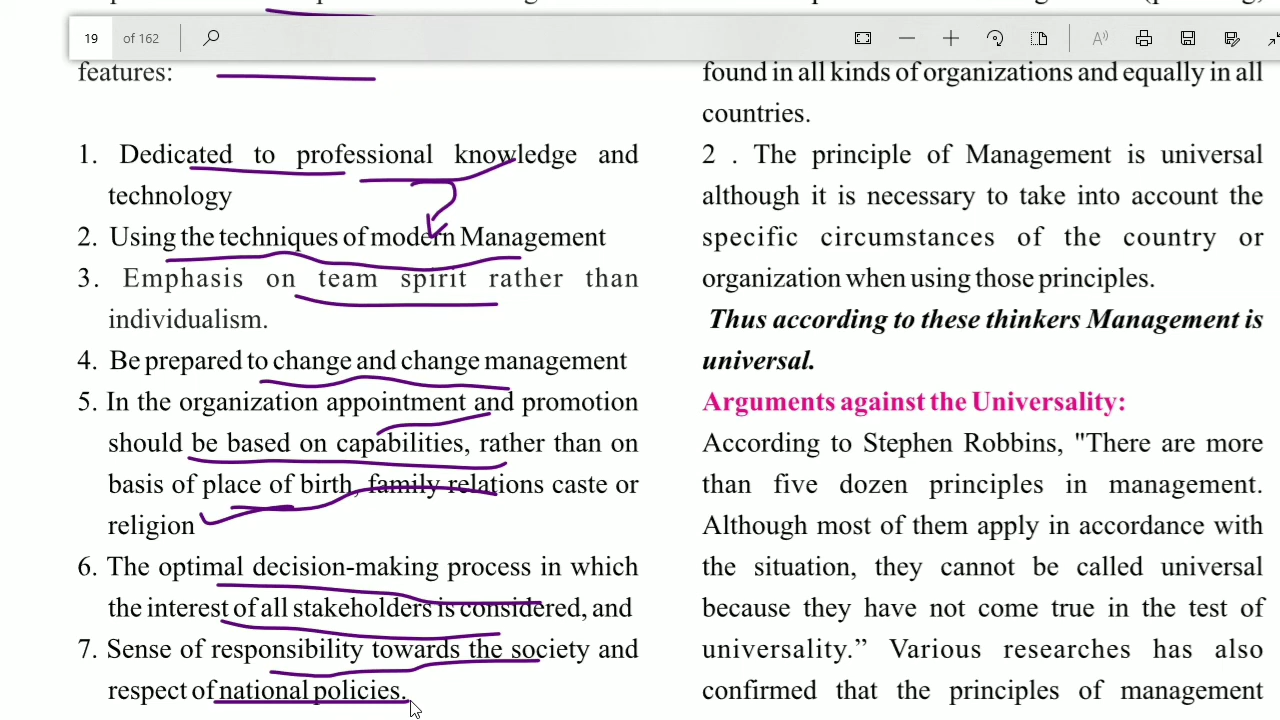 19 of 162
features:
1. Dedicated to professional knowledge and
technology
2. Using the techniques of modern Management
3. Emphasis on team spirit rather than
individualism.
4. Be prepared to change and change management
5. In the organization appointment and promotion
should be based on capabilities, rather than on
basis of place of birth, family relations caste or
religion
6. The optimal decision-making process in which
the interest of all stakeholders is considered, and
7. Sense of responsibility towards the society and
respect of national policies.
found in all kinds of organizations and equally in all
countries.
2 . The principle of Management is universal
although it is necessary to take into account the
specific circumstances of the country or
organization when using those principles.
Thus according to these thinkers Management is
universal.
Arguments against the Universality:
According to Stephen Robbins, "There are more
than five dozen principles in management.
Although most of them apply in accordance with
the situation, they cannot be called universal
because they have not come true in the test of
universality.” Various researches has also
confirmed that the principles of management